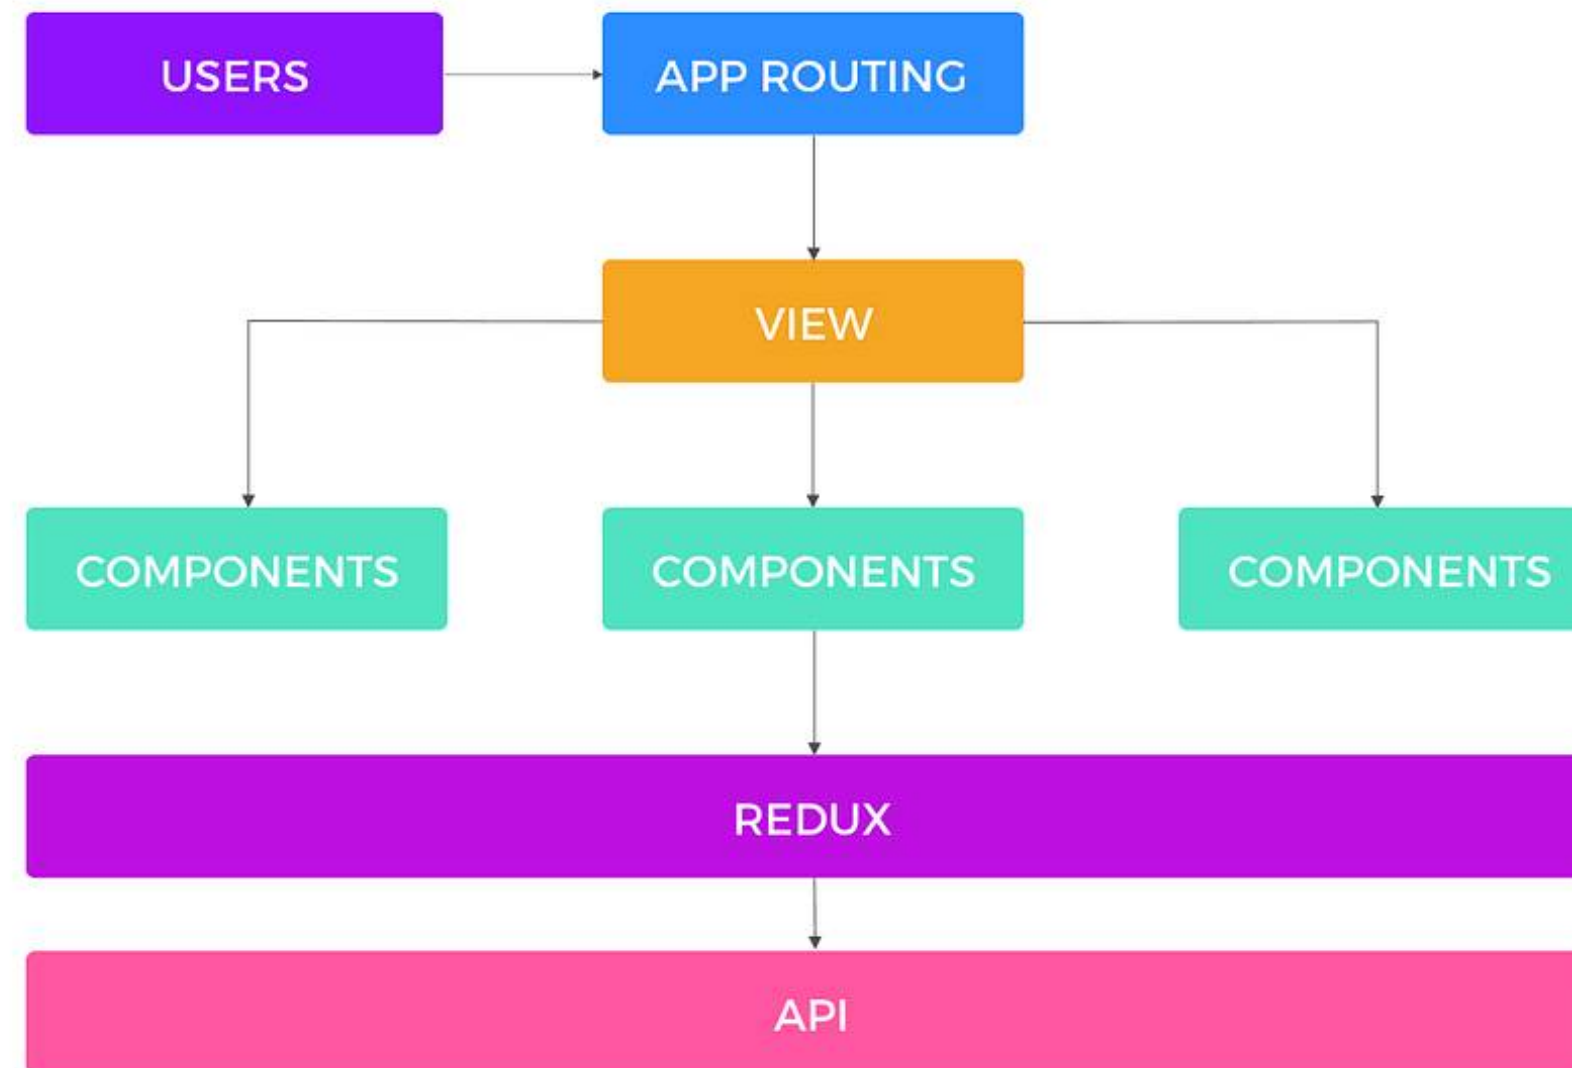 USERS
APP ROUTING
VIEW
COMPONENTS
COMPONENTS
COMPONENTS
REDUX
API